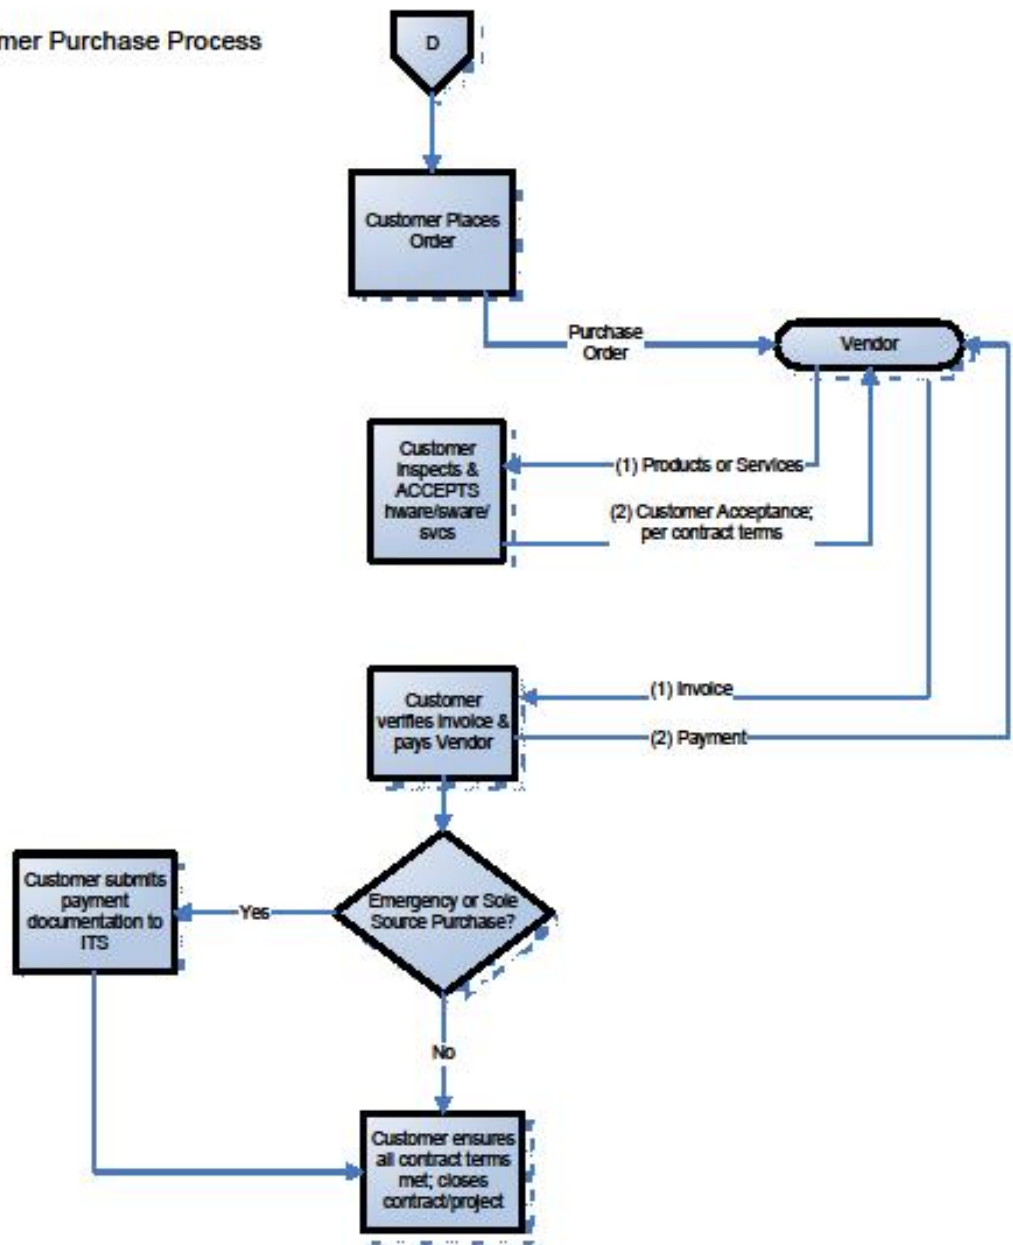 mer Purchase Process
D
Customer Places
Order
Purchase
Order
Vendor
Customer
Inspects &
ACCEPTS
hware/sware/
svcs
(1) Products or Services
(2) Customer Acceptance;
per contract terms
Customer
verifies Invoice &
pays Vendor
(1) Invoice
(2) Payment
Customer submits
payment
documentation to
ITS
Yes
Emergency or Sole
Source Purchase?
No
Customer ensures
all contract terms
met; closes
contract/project